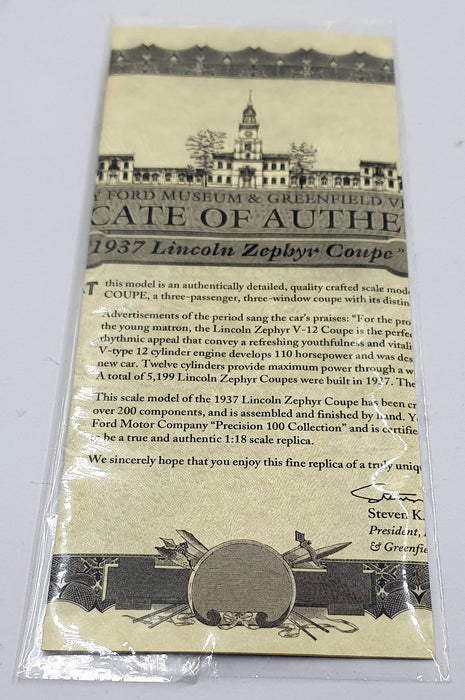 Y FORD MUSEUM & GREENFIELD V
CATE OF AUTHE
"1937 Lincoln Zephyr Coupe"
T this model is an authentically detailed, quality crafted scale mod
COUPE, a three-passenger, three-window coupe with its distin
Advertisements of the period sang the car's praises: "For the pro
the young matron, the Lincoln Zephyr V-12 Coupe is the perfec
rhythmic appeal that convey a refreshing youthfulness and vitali
V-type 12 cylinder engine develops 110 horsepower and was des
new car. Twelve cylinders provide maximum power through a w
A total of 5,199 Lincoln Zephyr Coupes were built in 1937. The
This scale model of the 1937 Lincoln Zephyr Coupe has been cr
over 200 components, and is assembled and finished by hand. Y
Ford Motor Company "Precision 100 Collection" and is certifie
to be a true and authentic 1:18 scale replica.
We sincerely hope that you enjoy this fine replica of a truly uniq
Steven K.
President,
& Greenfie